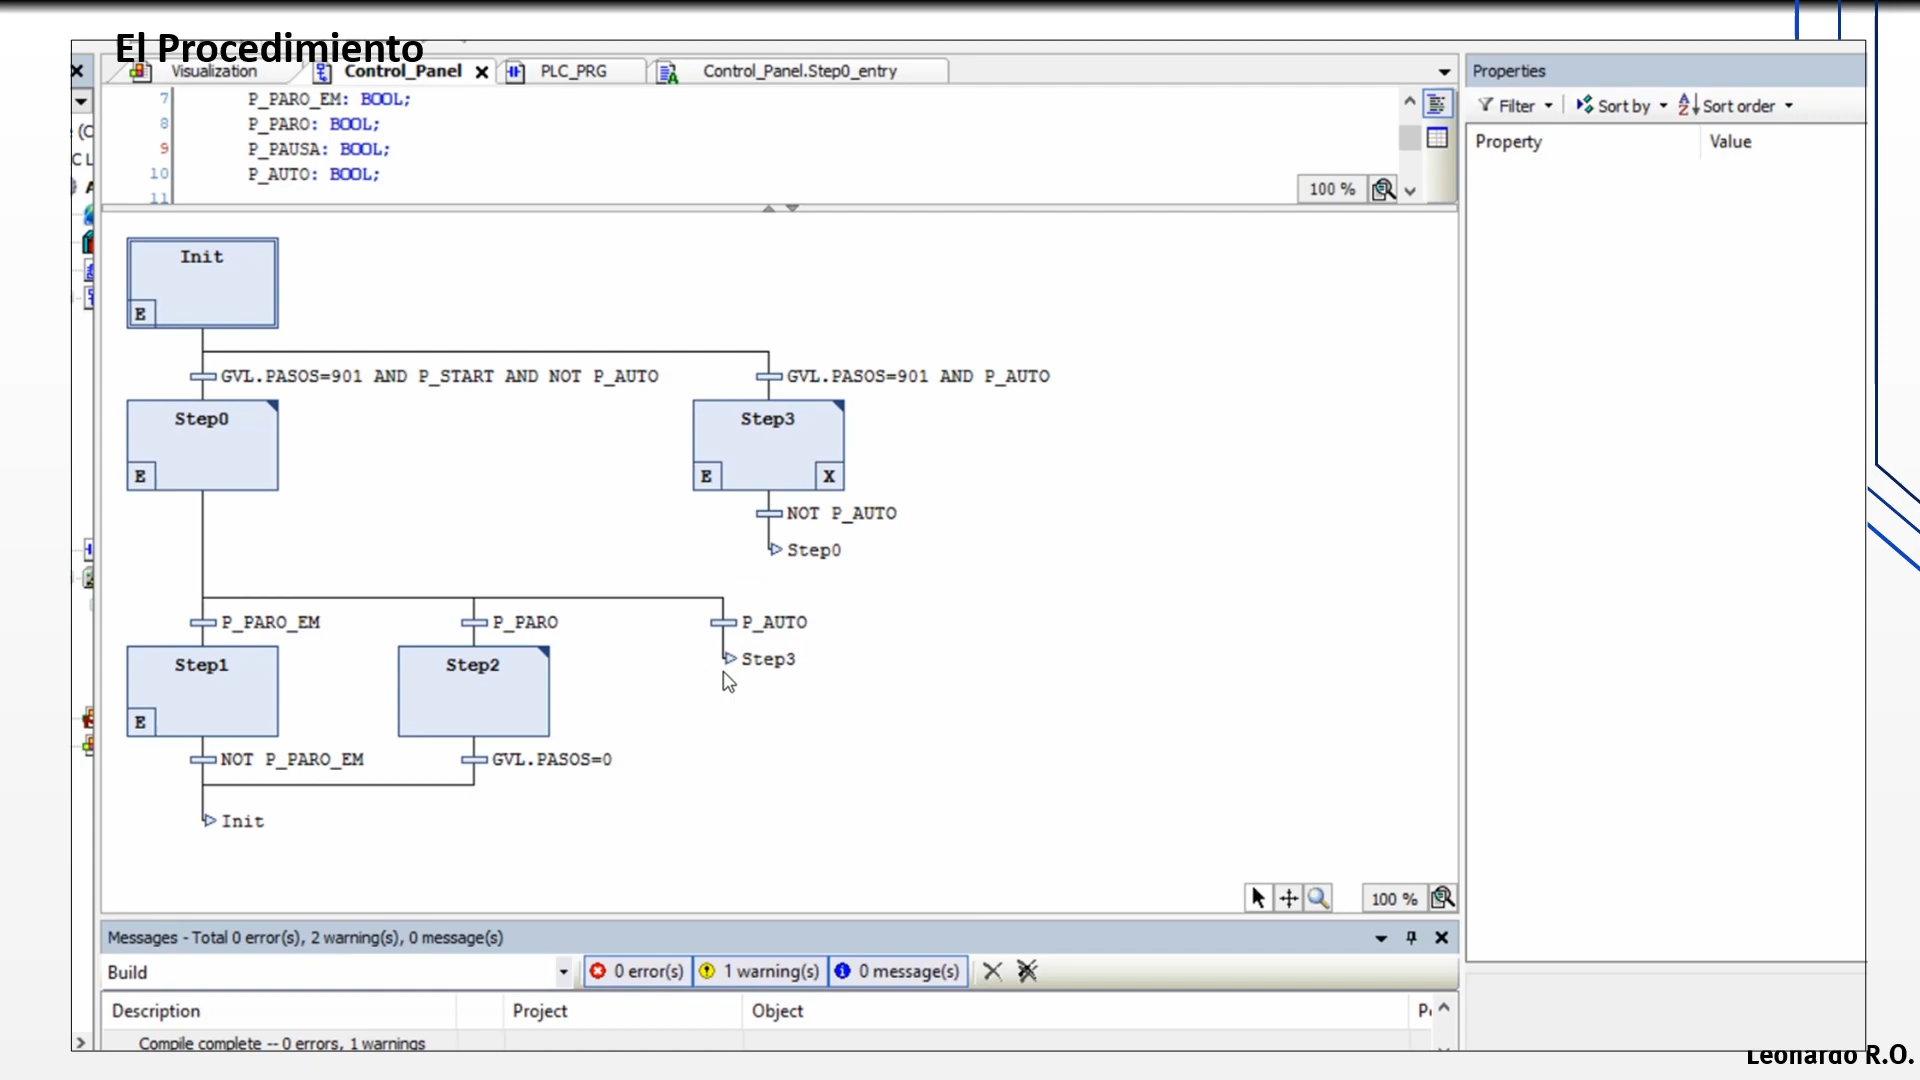 El Procedimiento
Visualization
Control_Panel
PLC_PRG
Control_Panel.Step0_entry
Properties
7 P_PARO_EM: BOOL;
8 P_PARO: BOOL;
9 P_PAUSA: BOOL;
10 P_AUTO: BOOL;
11
100 %
Filter
Sort by
Sort order
Property Value
Init
E
GVL.PASOS=901 AND P_START AND NOT P_AUTO
GVL.PASOS=901 AND P_AUTO
Step0
E
Step3
E X
NOT P_AUTO
Step0
P_PARO_EM
P_PARO
P_AUTO
Step3
Step1
E
Step2
NOT P_PARO_EM
GVL.PASOS=0
Init
100 %
Messages - Total 0 error(s), 2 warning(s), 0 message(s)
Build
0 error(s)
1 warning(s)
0 message(s)
Description Project Object
Compile complete -- 0 errors, 1 warnings
Leonardo R.O.